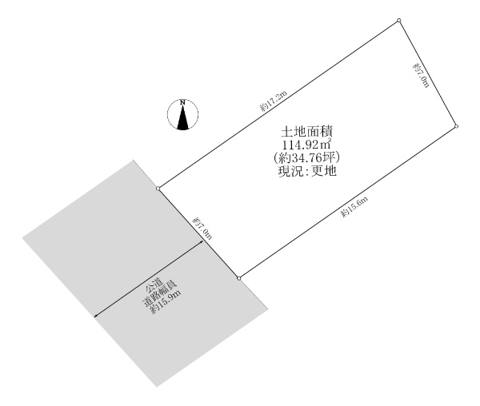 N
約17.2m
約7.0m
土地面積
114.92㎡
(約34.76坪)
現況:更地
約15.6m
約7.0m
公道
道路幅員
約15.9m